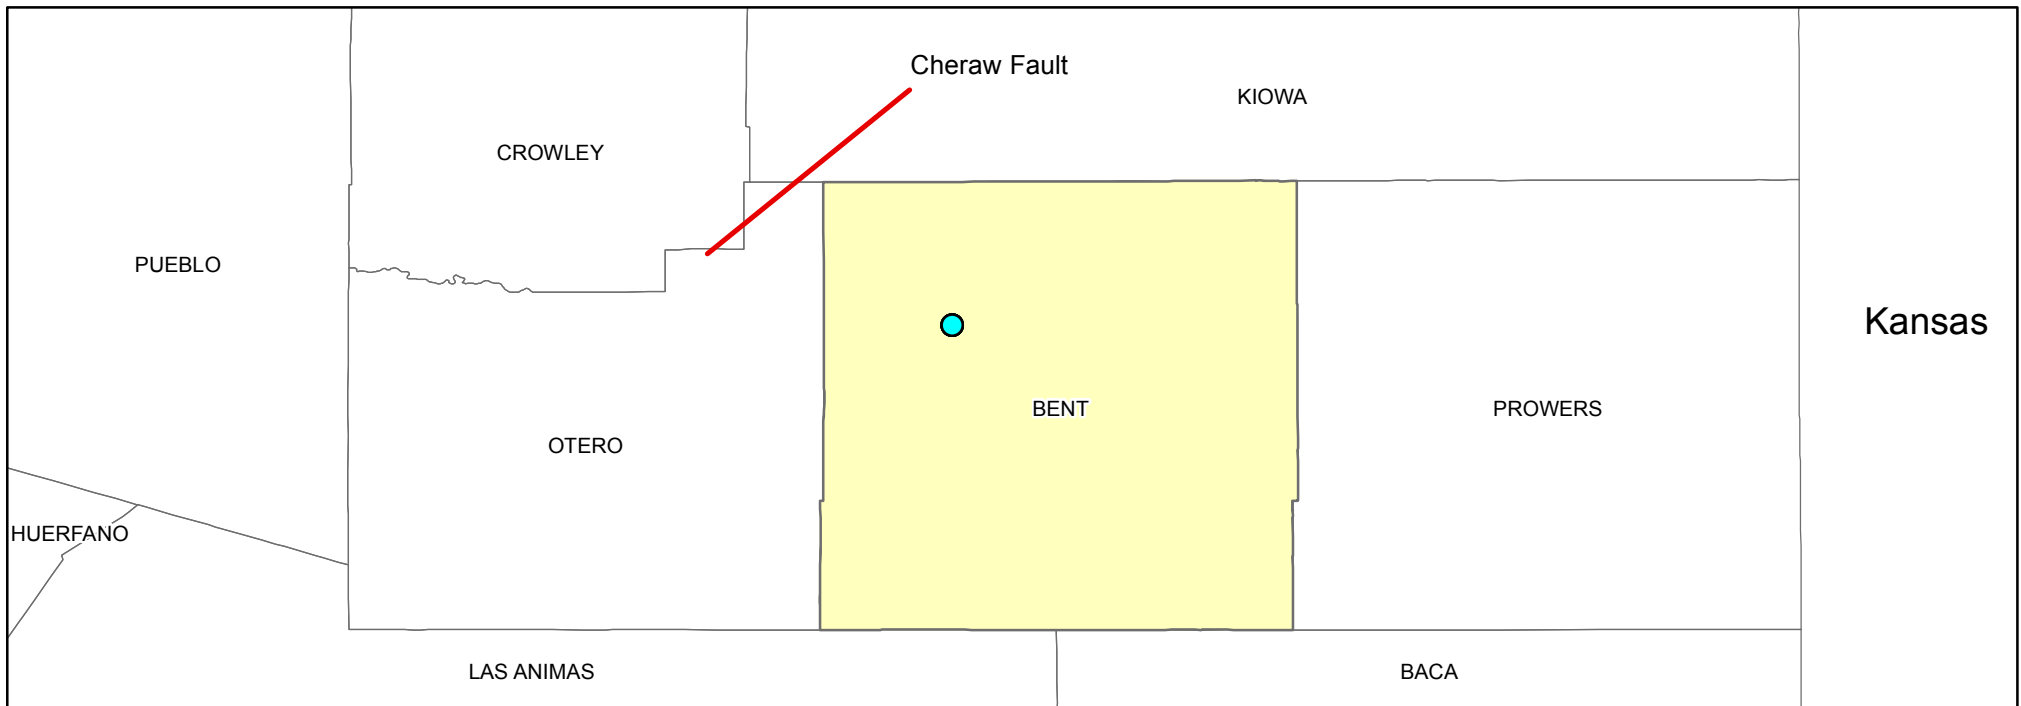 Cheraw Fault
KIOWA
CROWLEY
PUEBLO
Kansas
BENT
PROWERS
OTERO
HUERFANO
LAS ANIMAS
BACA